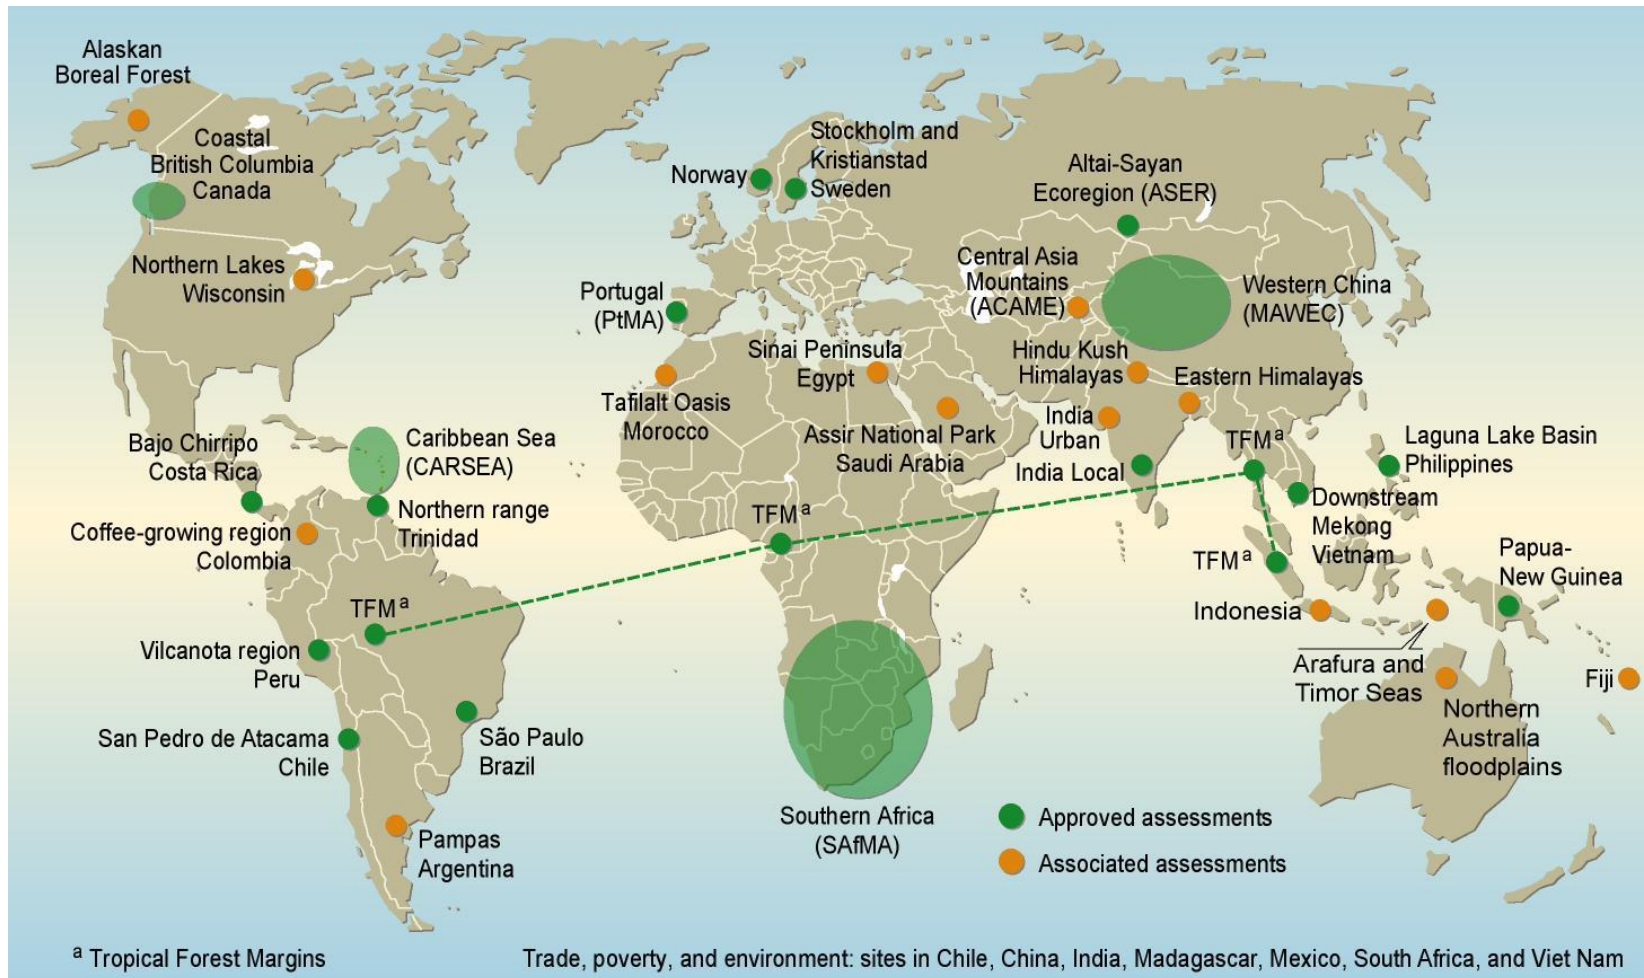 Alaskan
Boreal Forest
Coastal
British Columbia
Canada
Northern Lakes
Wisconsin
Norway
Stockholm and
Kristianstad
Sweden
Altai-Sayan
Ecoregion (ASER)
Central Asia
Mountains
(ACAME)
Western China
(MAWEC)
Portugal
(PtMA)
Sinai Peninsula
Egypt
Hindu Kush
Himalayas
Eastern Himalayas
Tafilalt Oasis
Morocco
Assir National Park
Saudi Arabia
India
Urban
India Local
TFM a
Laguna Lake Basin
Philippines
Bajo Chirripo
Costa Rica
Caribbean Sea
(CARSEA)
Northern range
Trinidad
Coffee-growing region
Colombia
TFM a
Downstream
Mekong
Vietnam
TFM a
Papua-
New Guinea
TFM a
Indonesia
Vilcanota region
Peru
Arafura and
Timor Seas
Fiji
San Pedro de Atacama
Chile
São Paulo
Brazil
Northern
Australia
floodplains
Southern Africa
(SAfMA)
Pampas
Argentina
Approved assessments
Associated assessments
a Tropical Forest Margins
Trade, poverty, and environment: sites in Chile, China, India, Madagascar, Mexico, South Africa, and Viet Nam